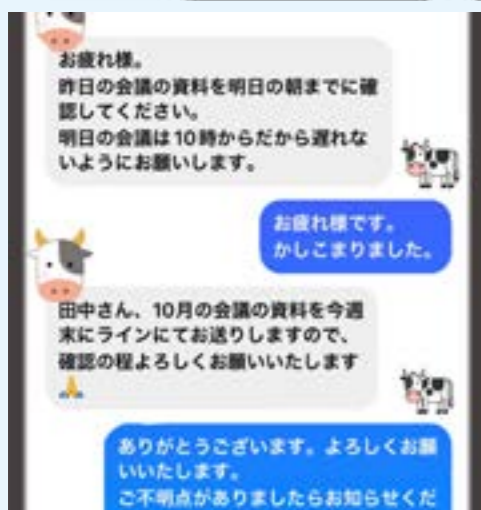 お疲れ様。
昨日の会議の資料を明日の朝までに確
認してください。
明日の会議は10時からだから遅れな
いようにお願いします。
お疲れ様です。
かしこまりました。
田中さん、10月の会議の資料を今週
末にラインにてお送りしますので、
確認の程よろしくお願いいたします
🙏
ありがとうございます。よろしくお願
いいたします。
ご不明点がありましたらお知らせくだ